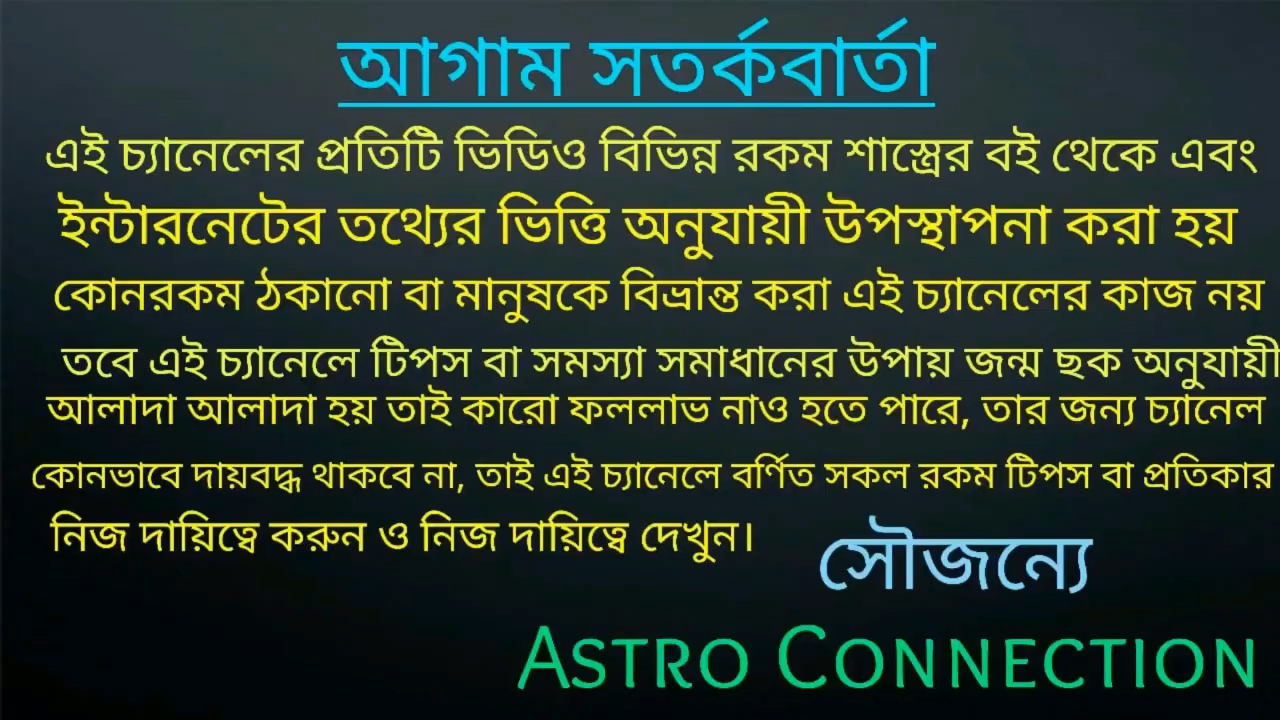 আগাম সতর্কবার্তা
এই চ্যানেলের প্রতিটি ভিডিও বিভিন্ন রকম শাস্ত্রের বই থেকে এবং
ইন্টারনেটের তথ্যের ভিত্তি অনুযায়ী উপস্থাপনা করা হয়
কোনরকম ঠকানো বা মানুষকে বিভ্রান্ত করা এই চ্যানেলের কাজ নয়
তবে এই চ্যানেলে টিপস বা সমস্যা সমাধানের উপায় জন্ম ছক অনুযায়ী
আলাদা আলাদা হয় তাই কারো ফললাভ নাও হতে পারে, তার জন্য চ্যানেল
কোনভাবে দায়বদ্ধ থাকবে না, তাই এই চ্যানেলে বর্ণিত সকল রকম টিপস বা প্রতিকার
নিজ দায়িত্বে করুন ও নিজ দায়িত্বে দেখুন।
সৌজন্যে
ASTRO CONNECTION